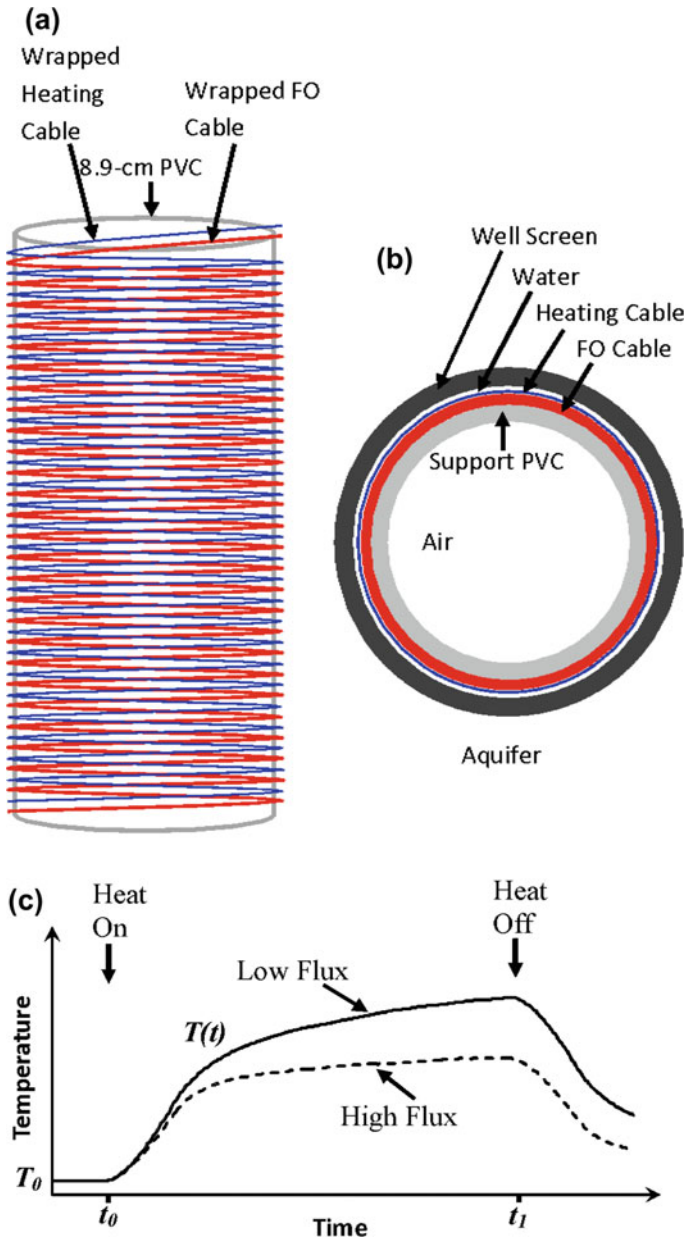 (a)
Wrapped
Heating
Cable
Wrapped FO
Cable
8.9-cm PVC
(b)
Well Screen
Water
Heating Cable
FO Cable
Support PVC
Air
Aquifer
(c)
Heat
On
Heat
Off
Low Flux
T(t)
High Flux
Temperature
T0
t0
Time
t1